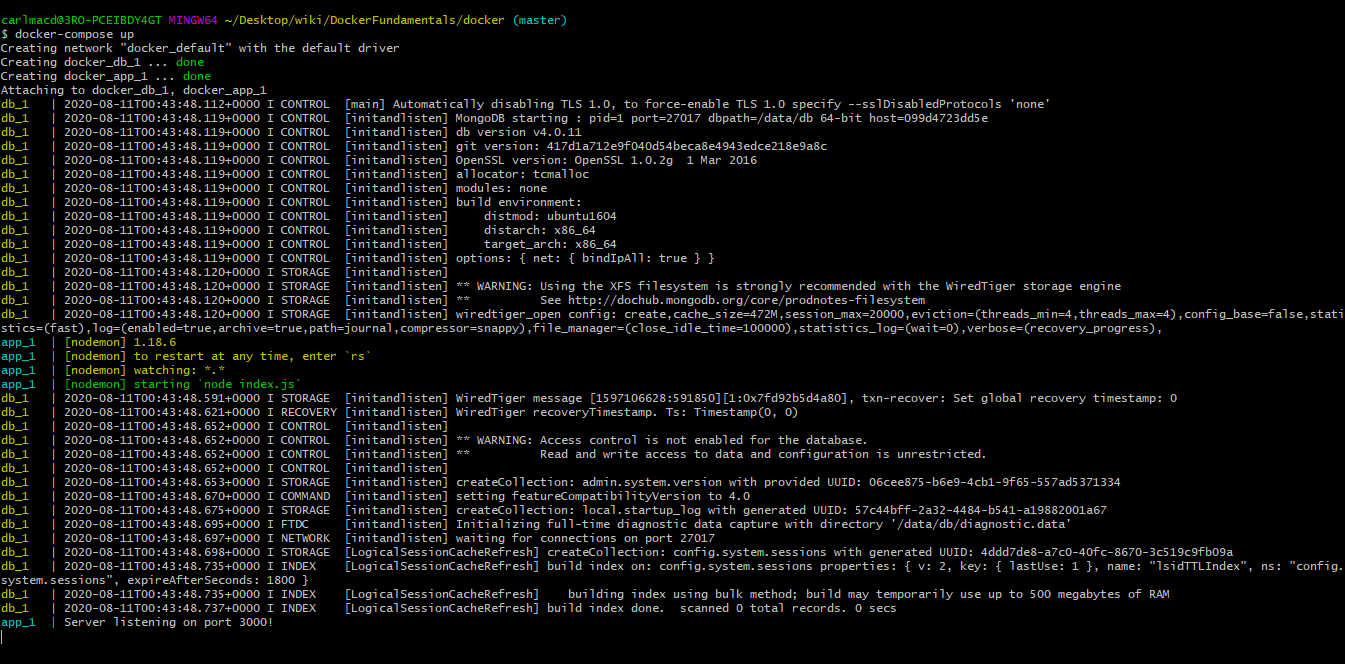 carlmacd@3RO-PCEIBDY4GT MINGW64 ~/Desktop/wiki/DockerFundamentals/docker (master)
$ docker-compose up
Creating network "docker_default" with the default driver
Creating docker_db_1 ... done
Creating docker_app_1 ... done
Attaching to docker_db_1, docker_app_1
db_1   | 2020-08-11T00:43:48.112+0000 I CONTROL  [main] Automatically disabling TLS 1.0, to force-enable TLS 1.0 specify --sslDisabledProtocols 'none'
db_1   | 2020-08-11T00:43:48.119+0000 I CONTROL  [initandlisten] MongoDB starting : pid=1 port=27017 dbpath=/data/db 64-bit host=099d4723dd5e
db_1   | 2020-08-11T00:43:48.119+0000 I CONTROL  [initandlisten] db version v4.0.11
db_1   | 2020-08-11T00:43:48.119+0000 I CONTROL  [initandlisten] git version: 417d1a712e9f040d54beca8e4943edce218e9a8c
db_1   | 2020-08-11T00:43:48.119+0000 I CONTROL  [initandlisten] OpenSSL version: OpenSSL 1.0.2g  1 Mar 2016
db_1   | 2020-08-11T00:43:48.119+0000 I CONTROL  [initandlisten] allocator: tcmalloc
db_1   | 2020-08-11T00:43:48.119+0000 I CONTROL  [initandlisten] modules: none
db_1   | 2020-08-11T00:43:48.119+0000 I CONTROL  [initandlisten] build environment:
db_1   | 2020-08-11T00:43:48.119+0000 I CONTROL  [initandlisten]     distmod: ubuntu1604
db_1   | 2020-08-11T00:43:48.119+0000 I CONTROL  [initandlisten]     distarch: x86_64
db_1   | 2020-08-11T00:43:48.119+0000 I CONTROL  [initandlisten]     target_arch: x86_64
db_1   | 2020-08-11T00:43:48.119+0000 I CONTROL  [initandlisten] options: { net: { bindIpAll: true } }
db_1   | 2020-08-11T00:43:48.120+0000 I STORAGE  [initandlisten]
db_1   | 2020-08-11T00:43:48.120+0000 I STORAGE  [initandlisten] ** WARNING: Using the XFS filesystem is strongly recommended with the WiredTiger storage engine
db_1   | 2020-08-11T00:43:48.120+0000 I STORAGE  [initandlisten] **          See http://dochub.mongodb.org/core/prodnotes-filesystem
db_1   | 2020-08-11T00:43:48.120+0000 I STORAGE  [initandlisten] wiredtiger_open config: create,cache_size=472M,session_max=20000,eviction=(threads_min=4,threads_max=4),config_base=false,stati
stics=(fast),log=(enabled=true,archive=true,path=journal,compressor=snappy),file_manager=(close_idle_time=100000),statistics_log=(wait=0),verbose=(recovery_progress),
app_1  | [nodemon] 1.18.6
app_1  | [nodemon] to restart at any time, enter `rs`
app_1  | [nodemon] watching: *.*
app_1  | [nodemon] starting `node index.js`
db_1   | 2020-08-11T00:43:48.591+0000 I STORAGE  [initandlisten] WiredTiger message [1597106628:591850][1:0x7fd92b5d4a80], txn-recover: Set global recovery timestamp: 0
db_1   | 2020-08-11T00:43:48.621+0000 I RECOVERY [initandlisten] WiredTiger recoveryTimestamp. Ts: Timestamp(0, 0)
db_1   | 2020-08-11T00:43:48.652+0000 I CONTROL  [initandlisten]
db_1   | 2020-08-11T00:43:48.652+0000 I CONTROL  [initandlisten] ** WARNING: Access control is not enabled for the database.
db_1   | 2020-08-11T00:43:48.652+0000 I CONTROL  [initandlisten] **          Read and write access to data and configuration is unrestricted.
db_1   | 2020-08-11T00:43:48.652+0000 I CONTROL  [initandlisten]
db_1   | 2020-08-11T00:43:48.653+0000 I STORAGE  [initandlisten] createCollection: admin.system.version with provided UUID: 06cee875-b6e9-4cb1-9f65-557ad5371334
db_1   | 2020-08-11T00:43:48.670+0000 I COMMAND  [initandlisten] setting featureCompatibilityVersion to 4.0
db_1   | 2020-08-11T00:43:48.675+0000 I STORAGE  [initandlisten] createCollection: local.startup_log with generated UUID: 57c44bff-2a32-4484-b541-a19882001a67
db_1   | 2020-08-11T00:43:48.695+0000 I FTDC     [initandlisten] Initializing full-time diagnostic data capture with directory '/data/db/diagnostic.data'
db_1   | 2020-08-11T00:43:48.697+0000 I NETWORK  [initandlisten] waiting for connections on port 27017
db_1   | 2020-08-11T00:43:48.698+0000 I STORAGE  [LogicalSessionCacheRefresh] createCollection: config.system.sessions with generated UUID: 4ddd7de8-a7c0-40fc-8670-3c519c9fb09a
db_1   | 2020-08-11T00:43:48.735+0000 I INDEX    [LogicalSessionCacheRefresh] build index on: config.system.sessions properties: { v: 2, key: { lastUse: 1 }, name: "lsidTTLIndex", ns: "config.
system.sessions", expireAfterSeconds: 1800 }
db_1   | 2020-08-11T00:43:48.735+0000 I INDEX    [LogicalSessionCacheRefresh]    building index using bulk method; build may temporarily use up to 500 megabytes of RAM
db_1   | 2020-08-11T00:43:48.737+0000 I INDEX    [LogicalSessionCacheRefresh] build index done.  scanned 0 total records. 0 secs
app_1  | Server listening on port 3000!